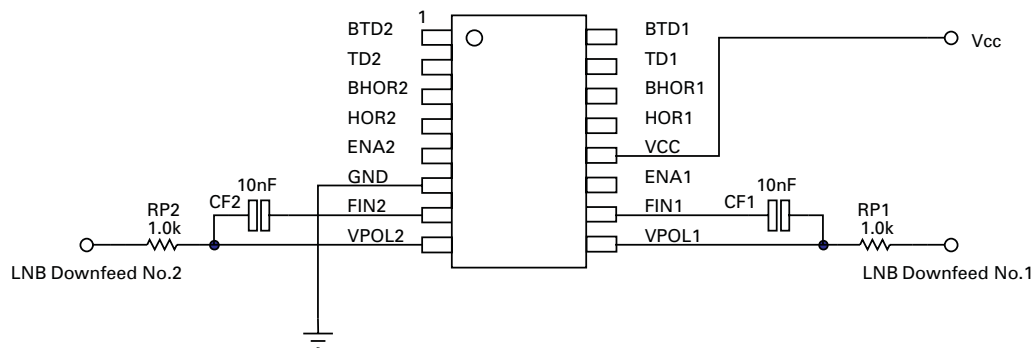 1
BTD2
BTD1
Vcc
TD2
TD1
BHOR2
BHOR1
HOR2
HOR1
ENA2
VCC
GND
ENA1
10nF
10nF
CF2
FIN2
FIN1
CF1
RP2
RP1
1.0k
1.0k
VPOL2
VPOL1
LNB Downfeed No.2
LNB Downfeed No.1